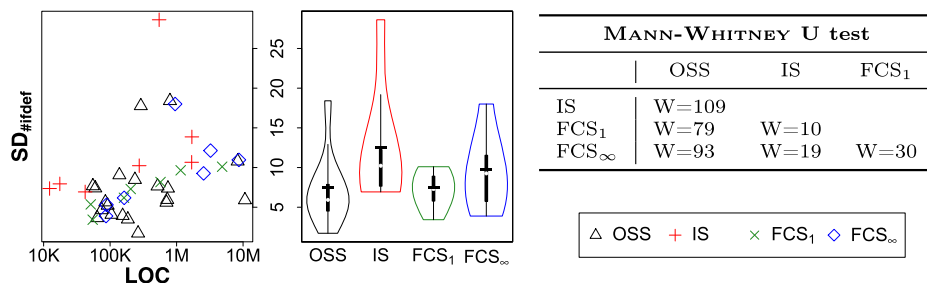 SD#ifdef
25
20
15
10
5
10K 100K 1M 10M
LOC
OSS IS FCS₁ FCS∞
MANN-WHITNEY U test
OSS IS FCS₁
IS W=109
FCS₁ W=79 W=10
FCS∞ W=93 W=19 W=30
OSS IS FCS₁ FCS∞